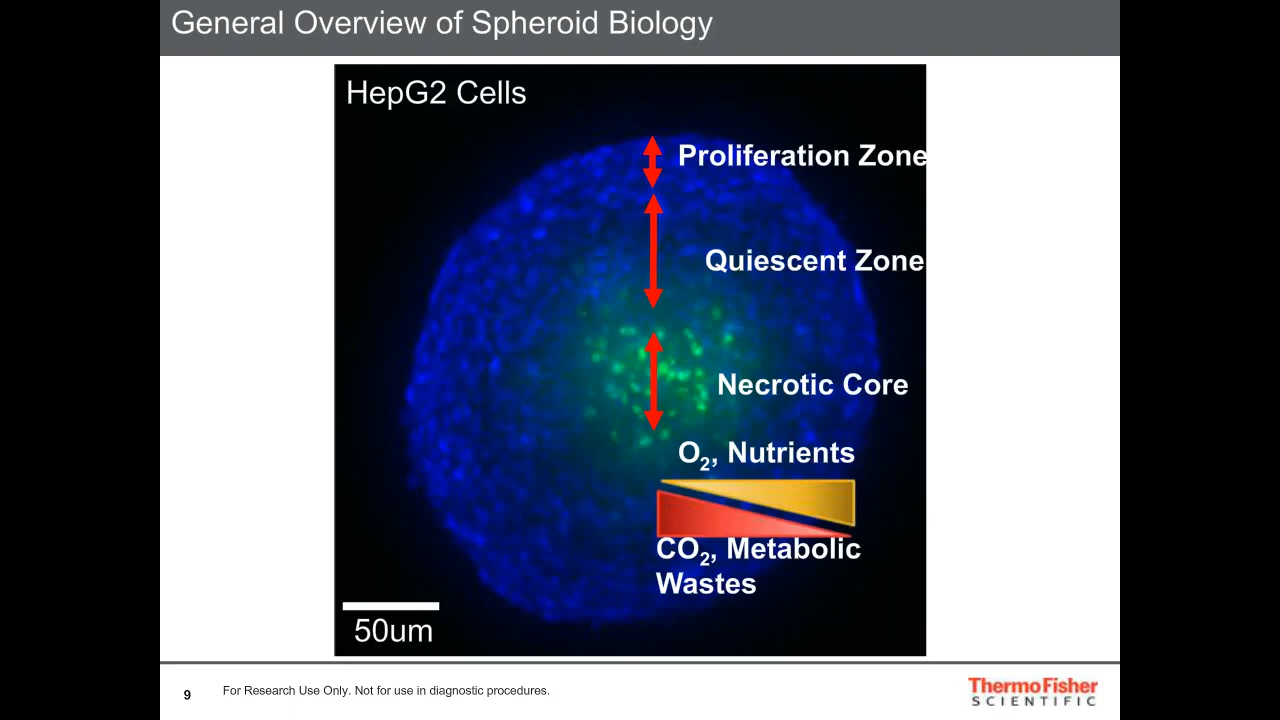 General Overview of Spheroid Biology
HepG2 Cells
Proliferation Zone
Quiescent Zone
Necrotic Core
O₂, Nutrients
CO₂, Metabolic
Wastes
50um
9
For Research Use Only. Not for use in diagnostic procedures.
ThermoFisher
SCIENTIFIC